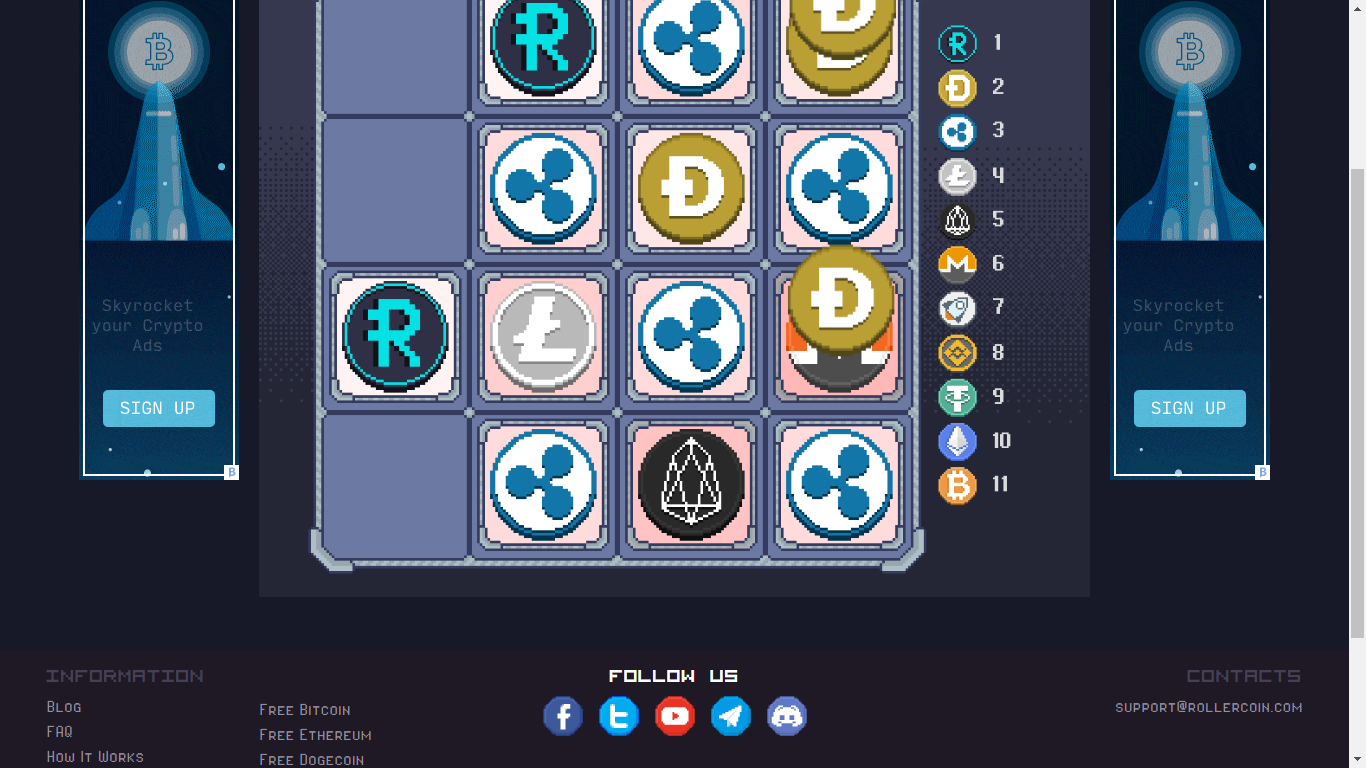 1
2
3
4
5
6
7
8
9
10
11
Skyrocket
your Crypto
Ads
SIGN UP
Skyrocket
your Crypto
Ads
SIGN UP
INFORMATION
Blog
FAQ
How It Works
Free Bitcoin
Free Ethereum
Free Dogecoin
FOLLOW US
CONTACTS
support@rollercoin.com